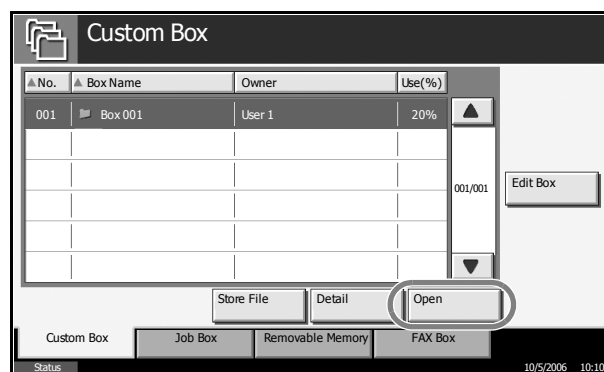 Custom Box
No. Box Name Owner Use(%)
001 Box 001 User 1 20%
001/001
Edit Box
Store File Detail Open
Custom Box Job Box Removable Memory FAX Box
Status 10/5/2006 10:10